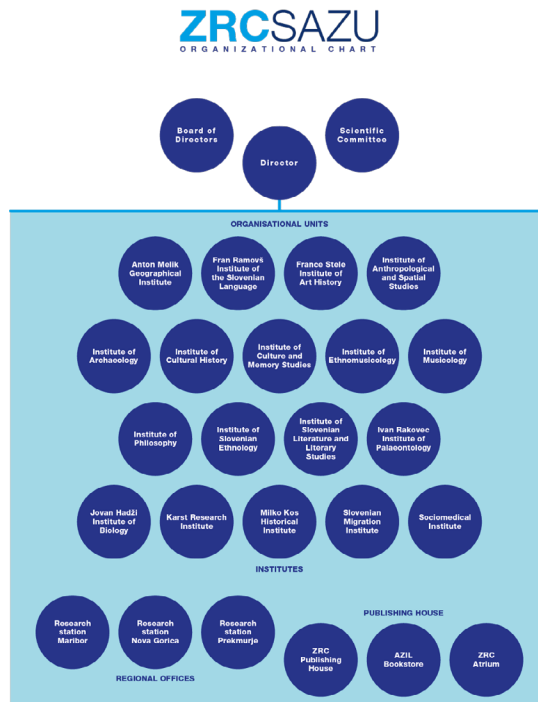 ZRCSAZU
ORGANIZATIONAL CHART
Board of
Directors
Scientific
Committee
Director
ORGANISATIONAL UNITS
Anton Melik
Geographical
Institute
Fran Ramovš
Institute of
the Slovenian
Language
France Stele
Institute of
Art History
Institute of
Anthropological
and Spatial
Studies
Institute of
Archaeology
Institute of
Cultural History
Institute of
Culture and
Memory Studies
Institute of
Ethnomusicology
Institute of
Musicology
Institute of
Philosophy
Institute of
Slovenian
Ethnology
Institute of
Slovenian
Literature and
Literary
Studies
Ivan Rakovec
Institute of
Palaeontology
Jovan Hadži
Institute of
Biology
Karst Research
Institute
Milko Kos
Historical
Institute
Slovenian
Migration
Institute
Sociomedical
Institute
INSTITUTES
Research
station
Maribor
Research
station
Nova Gorica
Research
station
Prekmurje
REGIONAL OFFICES
PUBLISHING HOUSE
ZRC
Publishing
House
AZIL
Bookstore
ZRC
Atrium